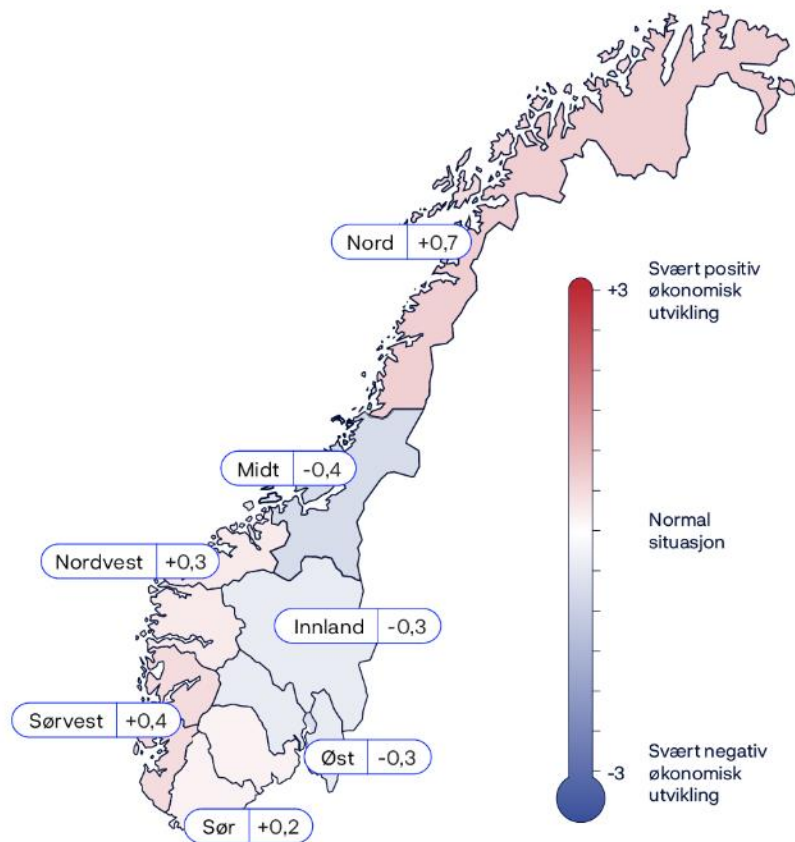 Nord +0,7
+3
Svært positiv
økonomisk
utvikling
Midt -0,4
Normal
situasjon
Nordvest +0,3
Innland -0,3
Sørvest +0,4
Øst -0,3
-3
Svært negativ
økonomisk
utvikling
Sør +0,2